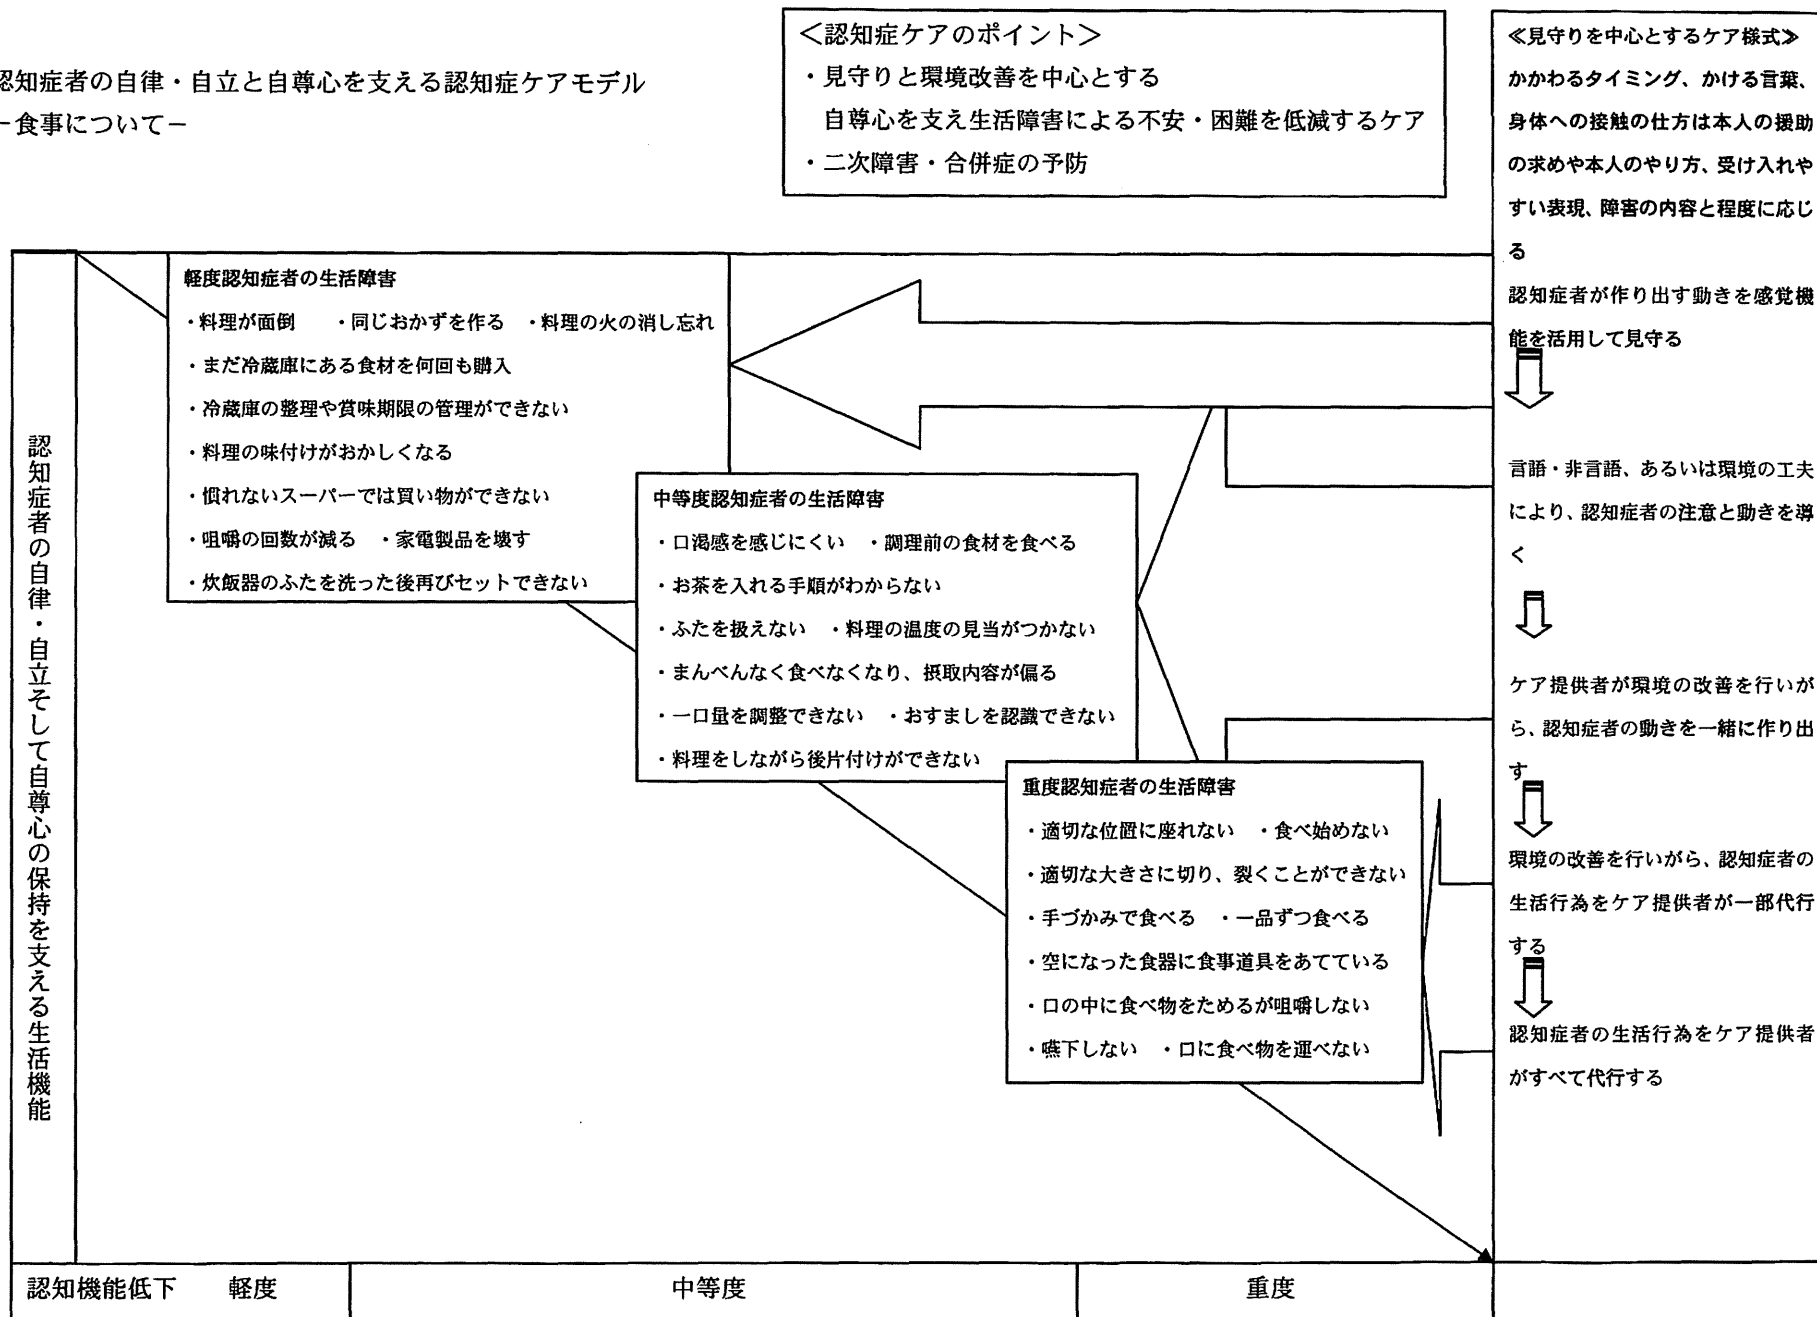 認知症者の自律・自立と自尊心を支える認知症ケアモデル
－食事について－
＜認知症ケアのポイント＞
・見守りと環境改善を中心とする
自尊心を支え生活障害による不安・困難を低減するケア
・二次障害・合併症の予防
≪見守りを中心とするケア様式≫
かかわるタイミング、かける言葉、
身体への接触の仕方は本人の援助
の求めや本人のやり方、受け入れや
すい表現、障害の内容と程度に応じ
る
認知症者が作り出す動きを感覚機
能を活用して見守る
言語・非言語、あるいは環境の工夫
により、認知症者の注意と動きを導
く
ケア提供者が環境の改善を行いが
ら、認知症者の動きを一緒に作り出
す
環境の改善を行いがら、認知症者の
生活行為をケア提供者が一部代行
する
認知症者の生活行為をケア提供者
がすべて代行する
認知症者の自律・自立そして自尊心の保持を支える生活機能
軽度認知症者の生活障害
・料理が面倒　・同じおかずを作る　・料理の火の消し忘れ
・まだ冷蔵庫にある食材を何回も購入
・冷蔵庫の整理や賞味期限の管理ができない
・料理の味付けがおかしくなる
・慣れないスーパーでは買い物ができない
・咀嚼の回数が減る　・家電製品を壊す
・炊飯器のふたを洗った後再びセットできない
中等度認知症者の生活障害
・口渇感を感じにくい　・調理前の食材を食べる
・お茶を入れる手順がわからない
・ふたを扱えない　・料理の温度の見当がつかない
・まんべんなく食べなくなり、摂取内容が偏る
・一口量を調整できない　・おすましを認識できない
・料理をしながら後片付けができない
重度認知症者の生活障害
・適切な位置に座れない　・食べ始めない
・適切な大きさに切り、裂くことができない
・手づかみで食べる　・一品ずつ食べる
・空になった食器に食事道具をあてている
・口の中に食べ物をためるが咀嚼しない
・嚥下しない　・口に食べ物を運べない
認知機能低下　軽度　中等度　重度